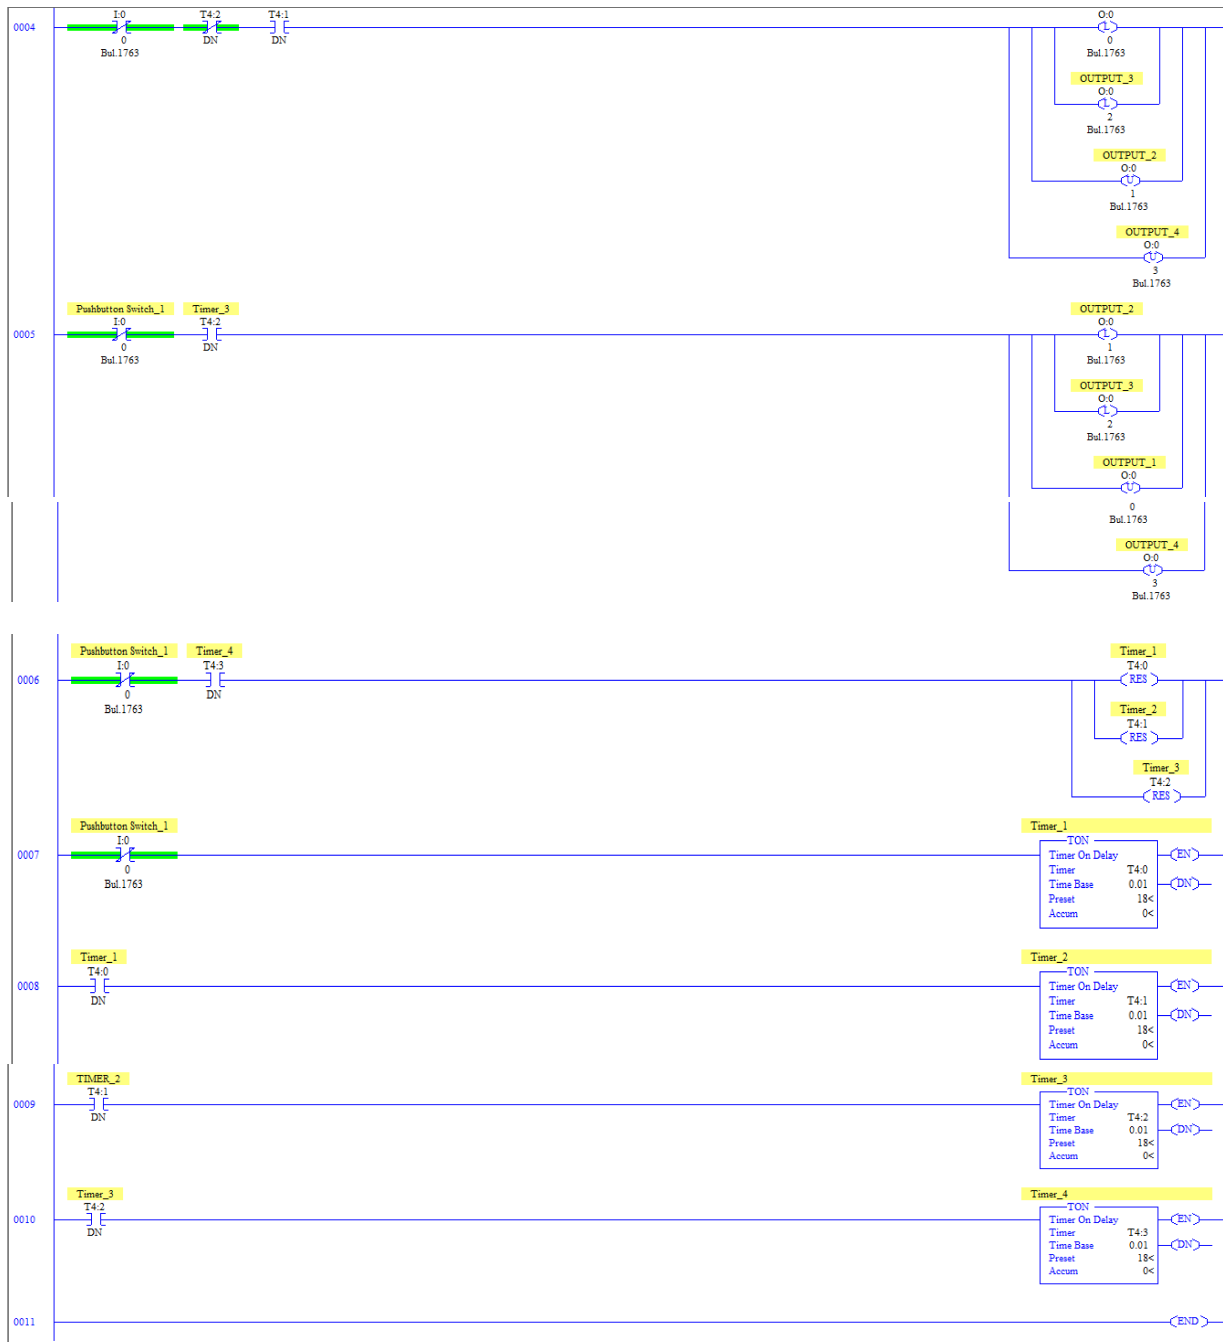 0004
I:0
0
Bul.1763
T4:2
DN
T4:1
DN
O:0
L
0
Bul.1763
OUTPUT_3
O:0
L
2
Bul.1763
OUTPUT_2
O:0
U
1
Bul.1763
OUTPUT_4
O:0
U
3
Bul.1763
0005
Pushbutton Switch_1
I:0
0
Bul.1763
Timer_3
T4:2
DN
OUTPUT_2
O:0
L
1
Bul.1763
OUTPUT_3
O:0
L
2
Bul.1763
OUTPUT_1
O:0
U
0
Bul.1763
OUTPUT_4
O:0
U
3
Bul.1763
0006
Pushbutton Switch_1
I:0
0
Bul.1763
Timer_4
T4:3
DN
Timer_1
T4:0
RES
Timer_2
T4:1
RES
Timer_3
T4:2
RES
0007
Pushbutton Switch_1
I:0
0
Bul.1763
Timer_1
TON
Timer On Delay EN
Timer T4:0
Time Base 0.01 DN
Preset 18<
Accum 0<
0008
Timer_1
T4:0
DN
Timer_2
TON
Timer On Delay EN
Timer T4:1
Time Base 0.01 DN
Preset 18<
Accum 0<
0009
TIMER_2
T4:1
DN
Timer_3
TON
Timer On Delay EN
Timer T4:2
Time Base 0.01 DN
Preset 18<
Accum 0<
0010
Timer_3
T4:2
DN
Timer_4
TON
Timer On Delay EN
Timer T4:3
Time Base 0.01 DN
Preset 18<
Accum 0<
0011
END